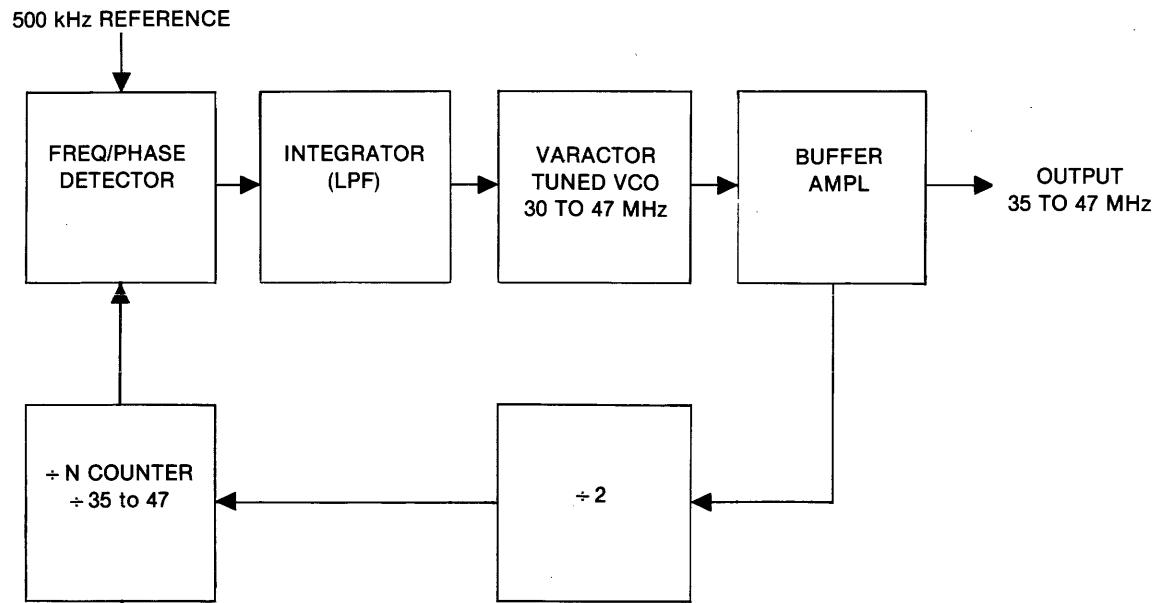 500 kHz REFERENCE
FREQ/PHASE
DETECTOR
INTEGRATOR
(LPF)
VARACTOR
TUNED VCO
30 TO 47 MHz
BUFFER
AMPL
OUTPUT
35 TO 47 MHz
÷ N COUNTER
÷ 35 to 47
÷ 2